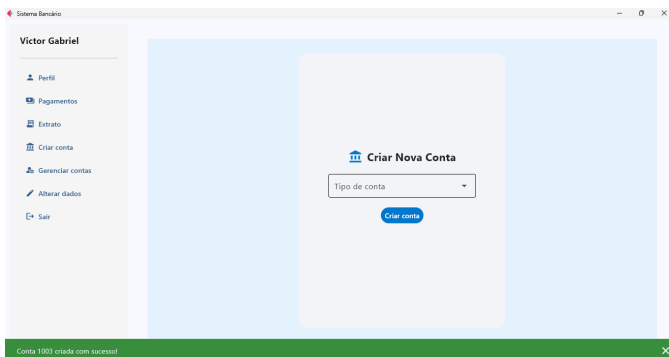 Sistema Bancário
Victor Gabriel
Perfil
Pagamentos
Extrato
Criar conta
Gerenciar contas
Alterar dados
Sair
Criar Nova Conta
Tipo de conta
Criar conta
Conta 1003 criada com sucesso!